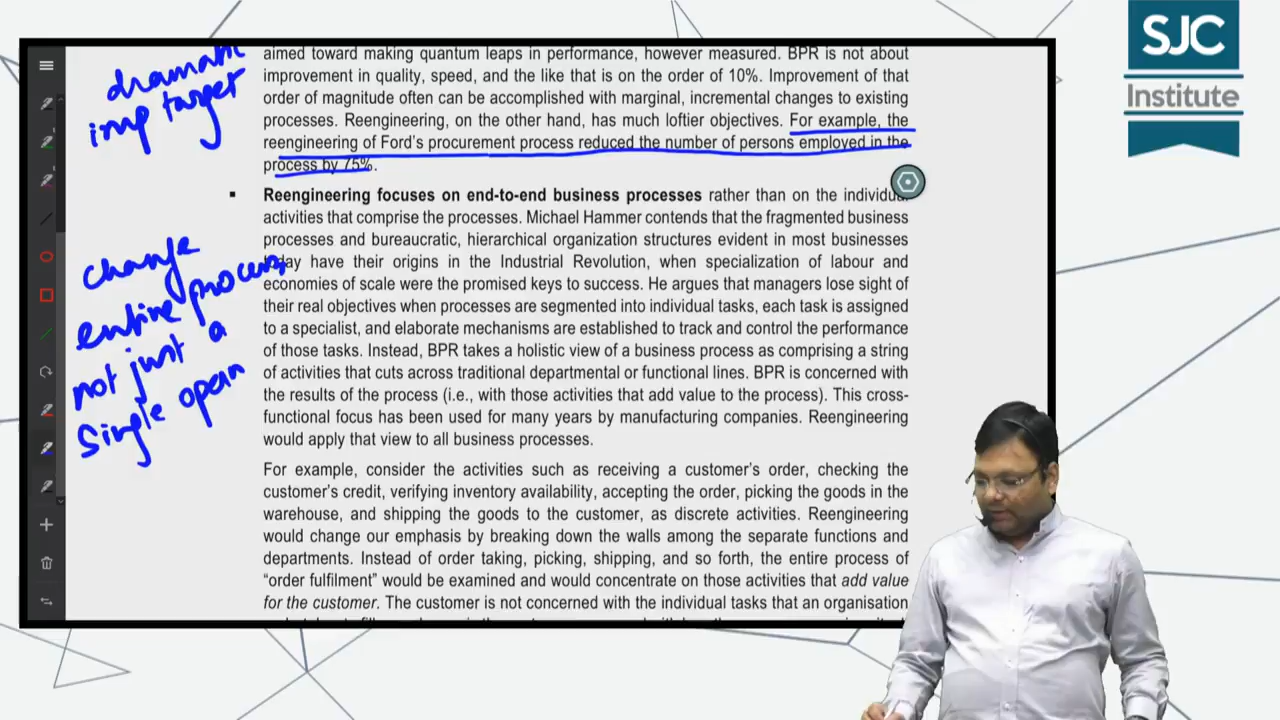 SJC
Institute
dramatic
imp target
aimed toward making quantum leaps in performance, however measured. BPR is not about
improvement in quality, speed, and the like that is on the order of 10%. Improvement of that
order of magnitude often can be accomplished with marginal, incremental changes to existing
processes. Reengineering, on the other hand, has much loftier objectives. For example, the
reengineering of Ford's procurement process reduced the number of persons employed in the
process by 75%.
▪ Reengineering focuses on end-to-end business processes rather than on the individual
activities that comprise the processes. Michael Hammer contends that the fragmented business
processes and bureaucratic, hierarchical organization structures evident in most businesses
today have their origins in the Industrial Revolution, when specialization of labour and
economies of scale were the promised keys to success. He argues that managers lose sight of
their real objectives when processes are segmented into individual tasks, each task is assigned
to a specialist, and elaborate mechanisms are established to track and control the performance
of those tasks. Instead, BPR takes a holistic view of a business process as comprising a string
of activities that cuts across traditional departmental or functional lines. BPR is concerned with
the results of the process (i.e., with those activities that add value to the process). This cross-
functional focus has been used for many years by manufacturing companies. Reengineering
would apply that view to all business processes.
change
entire process
not just a
single
For example, consider the activities such as receiving a customer's order, checking the
customer's credit, verifying inventory availability, accepting the order, picking the goods in the
warehouse, and shipping the goods to the customer, as discrete activities. Reengineering
would change our emphasis by breaking down the walls among the separate functions and
departments. Instead of order taking, picking, shipping, and so forth, the entire process of
"order fulfilment" would be examined and would concentrate on those activities that add value
for the customer. The customer is not concerned with the individual tasks that an organisation